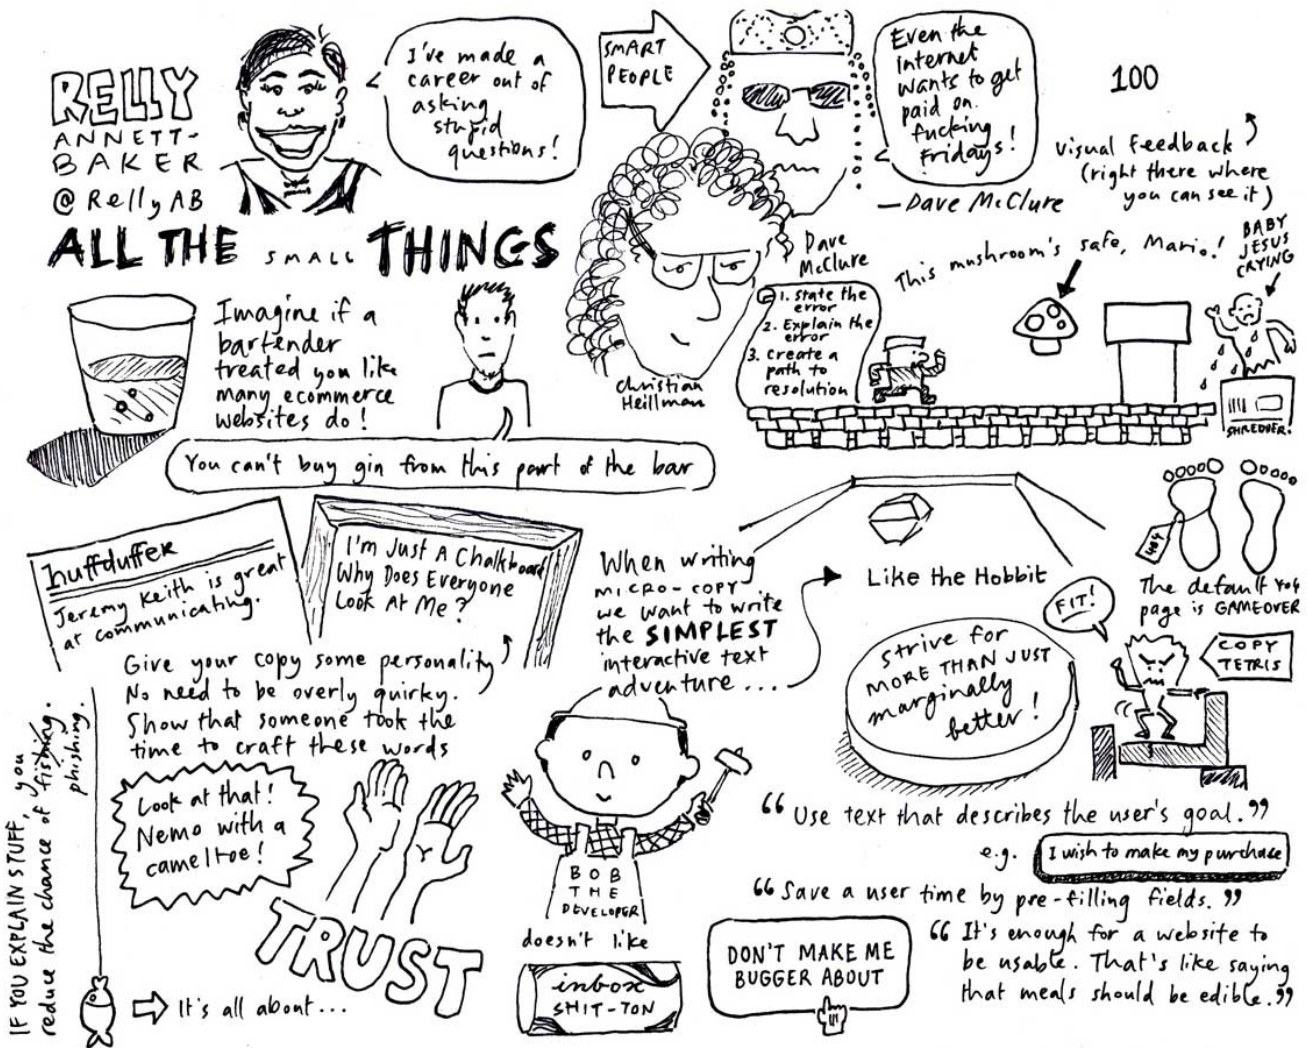 RELLY
ANNETT-
BAKER
@RellyAB
I've made a
career out of
asking
stupid
questions!
SMART
PEOPLE
Even the
internet
wants to get
paid on
fucking
Fridays!
— Dave McClure
100
visual feedback
(right there where
you can see it)
ALL THE SMALL THINGS
Dave
McClure
Christian
Heillman
This mushroom's safe, Mario!
BABY
JESUS
CRYING
SHREDDER.
1. State the
error
2. Explain the
error
3. Create a
path to
resolution
Imagine if a
bartender
treated you like
many ecommerce
websites do!
You can't buy gin from this part of the bar
huffduffer
Jeremy Keith is great
at communicating.
I'm Just A Chalkboard
Why Does Everyone
Look At Me?
Give your copy some personality
No need to be overly quirky.
Show that someone took the
time to craft these words
When writing
MICRO-COPY
we want to write
the SIMPLEST
interactive text
adventure...
Like the Hobbit
404
The default 404
page is GAMEOVER
Strive for
MORE THAN JUST
marginally
better!
FIT!
COPY
TETRIS
IF YOU EXPLAIN STUFF, you
reduce the chance of fishing.
phishing.
Look at that!
Nemo with a
cameltoe!
TRUST
It's all about...
BOB
THE
DEVELOPER
doesn't like
inbox
SHIT-TON
“Use text that describes the user's goal.”
e.g. I wish to make my purchase
“Save a user time by pre-filling fields.”
DON'T MAKE ME
BUGGER ABOUT
“It's enough for a website to
be usable. That's like saying
that meals should be edible.”